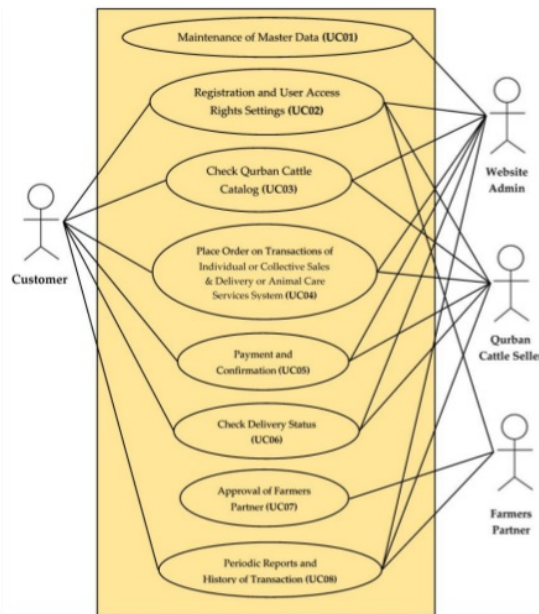 Maintenance of Master Data (UC01)
Registration and User Access
Rights Settings (UC02)
Check Qurban Cattle
Catalog (UC03)
Place Order on Transactions of
Individual or Collective Sales
& Delivery or Animal Care
Services System (UC04)
Payment and
Confirmation (UC05)
Check Delivery Status
(UC06)
Approval of Farmers
Partner (UC07)
Periodic Reports and
History of Transaction (UC08)
Customer
Website
Admin
Qurban
Cattle Seller
Farmers
Partner